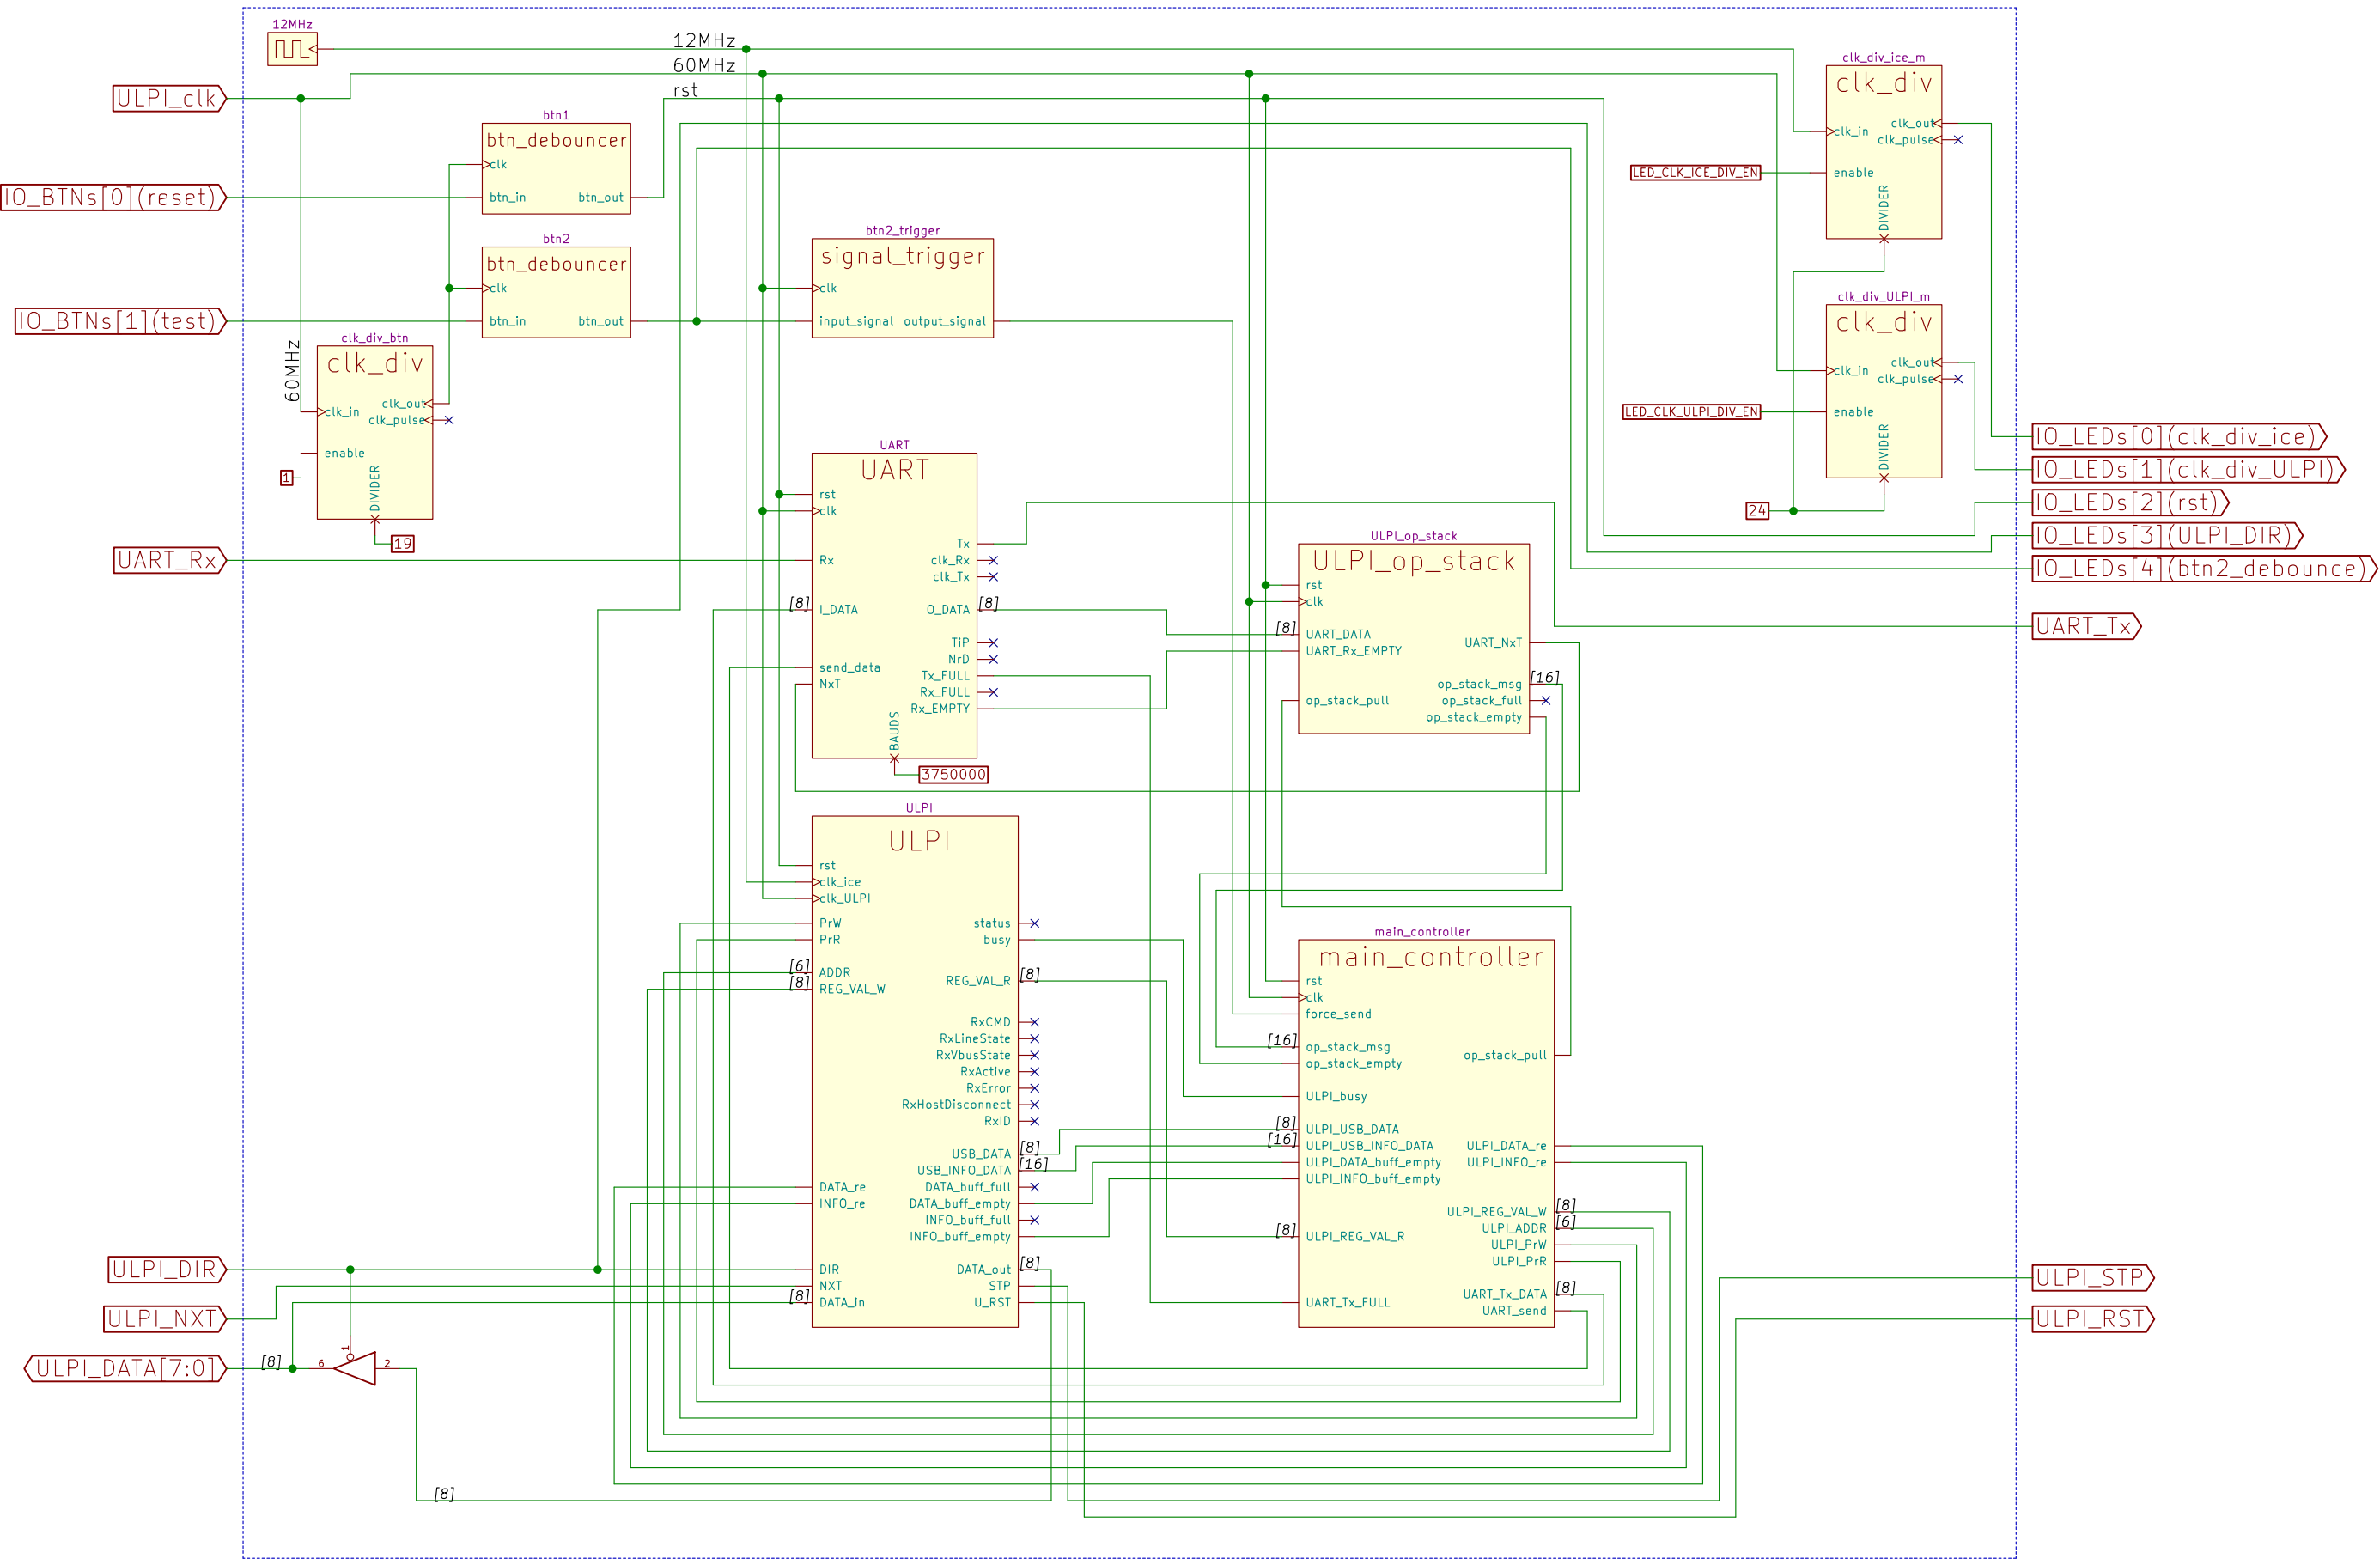 12MHz
12MHz
60MHz
rst
ULPI_clk
IO_BTNs[0](reset)
IO_BTNs[1](test)
60MHz
btn1
btn_debouncer
clk
btn_in
btn_out
btn2
btn_debouncer
clk
btn_in
btn_out
clk_div_btn
clk_div
clk_in
clk_out
clk_pulse
enable
DIVIDER
1
19
btn2_trigger
signal_trigger
clk
input_signal
output_signal
clk_div_ice_m
clk_div
clk_in
clk_out
clk_pulse
enable
DIVIDER
LED_CLK_ICE_DIV_EN
clk_div_ULPI_m
clk_div
clk_in
clk_out
clk_pulse
enable
DIVIDER
LED_CLK_ULPI_DIV_EN
24
IO_LEDs[0](clk_div_ice)
IO_LEDs[1](clk_div_ULPI)
IO_LEDs[2](rst)
IO_LEDs[3](ULPI_DIR)
IO_LEDs[4](btn2_debounce)
UART_Tx
UART_Rx
UART
UART
rst
clk
Rx
[8]
I_DATA
send_data
NxT
BAUDS
3750000
Tx
clk_Rx
clk_Tx
O_DATA
[8]
TiP
NrD
Tx_FULL
Rx_FULL
Rx_EMPTY
ULPI_op_stack
ULPI_op_stack
rst
clk
[8]
UART_DATA
UART_Rx_EMPTY
op_stack_pull
UART_NxT
op_stack_msg
[16]
op_stack_full
op_stack_empty
ULPI
ULPI
rst
clk_ice
clk_ULPI
PrW
PrR
[6]
ADDR
[8]
REG_VAL_W
DATA_re
INFO_re
DIR
NXT
[8]
DATA_in
status
busy
REG_VAL_R
[8]
RxCMD
RxLineState
RxVbusState
RxActive
RxError
RxHostDisconnect
RxID
USB_DATA
[8]
USB_INFO_DATA
[16]
DATA_buff_full
DATA_buff_empty
INFO_buff_full
INFO_buff_empty
DATA_out
[8]
STP
U_RST
main_controller
main_controller
rst
clk
force_send
[16]
op_stack_msg
op_stack_empty
ULPI_busy
[8]
ULPI_USB_DATA
[16]
ULPI_USB_INFO_DATA
ULPI_DATA_buff_empty
ULPI_INFO_buff_empty
[8]
ULPI_REG_VAL_R
UART_Tx_FULL
op_stack_pull
ULPI_DATA_re
ULPI_INFO_re
ULPI_REG_VAL_W
[8]
ULPI_ADDR
[6]
ULPI_PrW
ULPI_PrR
UART_Tx_DATA
[8]
UART_send
ULPI_DIR
ULPI_NXT
ULPI_DATA[7:0]
[8]
1
6
2
[8]
ULPI_STP
ULPI_RST